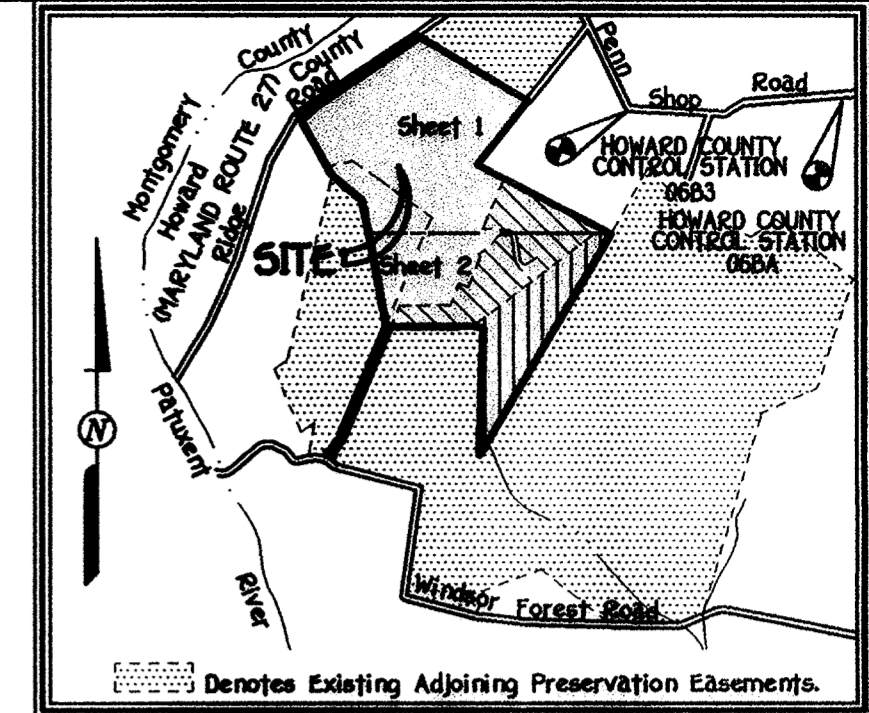 County
Montgomery
Howard County
(MARYLAND ROUTE 27)
Ridge Road
Penn
Shop Road
Sheet 1
HOWARD COUNTY
CONTROL STATION
06B3
HOWARD COUNTY
CONTROL STATION
06BA
SITE
Sheet 2
N
Patuxent
River
Windsor Forest Road
Denotes Existing Adjoining Preservation Easements.